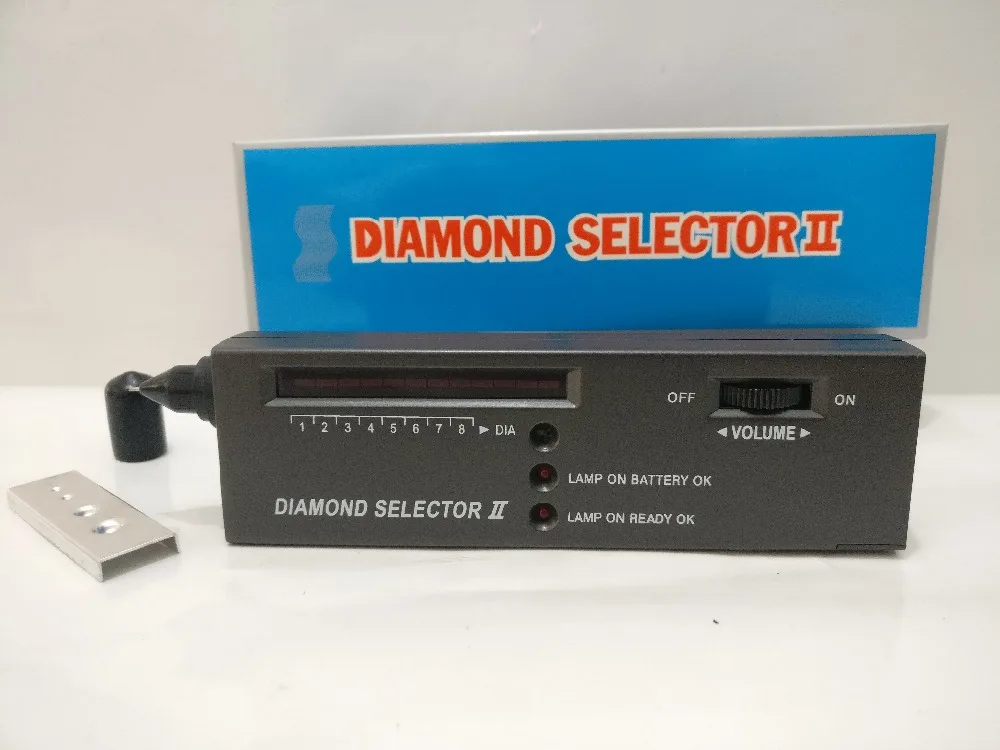 DIAMOND SELECTOR II
OFF ON
◄ VOLUME ►
1 2 3 4 5 6 7 8 ► DIA
LAMP ON BATTERY OK
DIAMOND SELECTOR II
LAMP ON READY OK